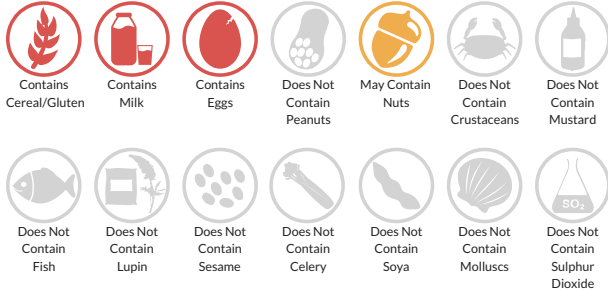 Contains
Cereal/Gluten
Contains
Milk
Contains
Eggs
Does Not
Contain
Peanuts
May Contain
Nuts
Does Not
Contain
Crustaceans
Does Not
Contain
Mustard
Does Not
Contain
Fish
Does Not
Contain
Lupin
Does Not
Contain
Sesame
Does Not
Contain
Celery
Does Not
Contain
Soya
Does Not
Contain
Molluscs
SO₂
Does Not
Contain
Sulphur
Dioxide